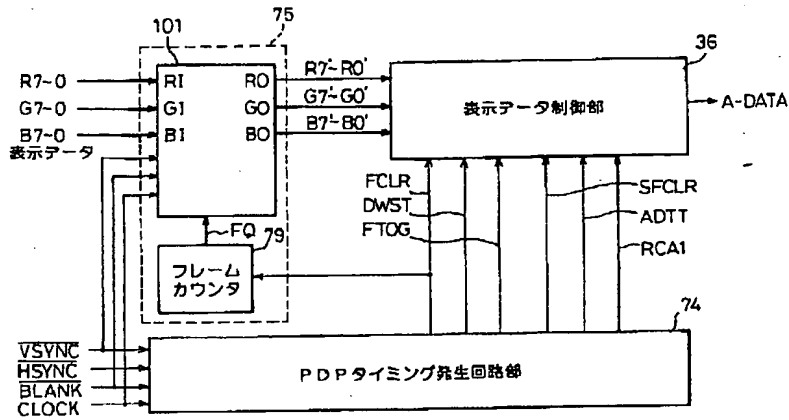 75
101
36
R7~0
G7~0
B7~0
表示データ
RI
GI
BI
RO
GO
BO
R7'~R0'
G7'~G0'
B7'~B0'
表示データ制御部
A-DATA
FCLR
DWST
FTOG
SFCLR
ADTT
RCA1
FQ
79
フレーム
カウンタ
74
VSYNC
HSYNC
BLANK
CLOCK
PDPタイミング発生回路部